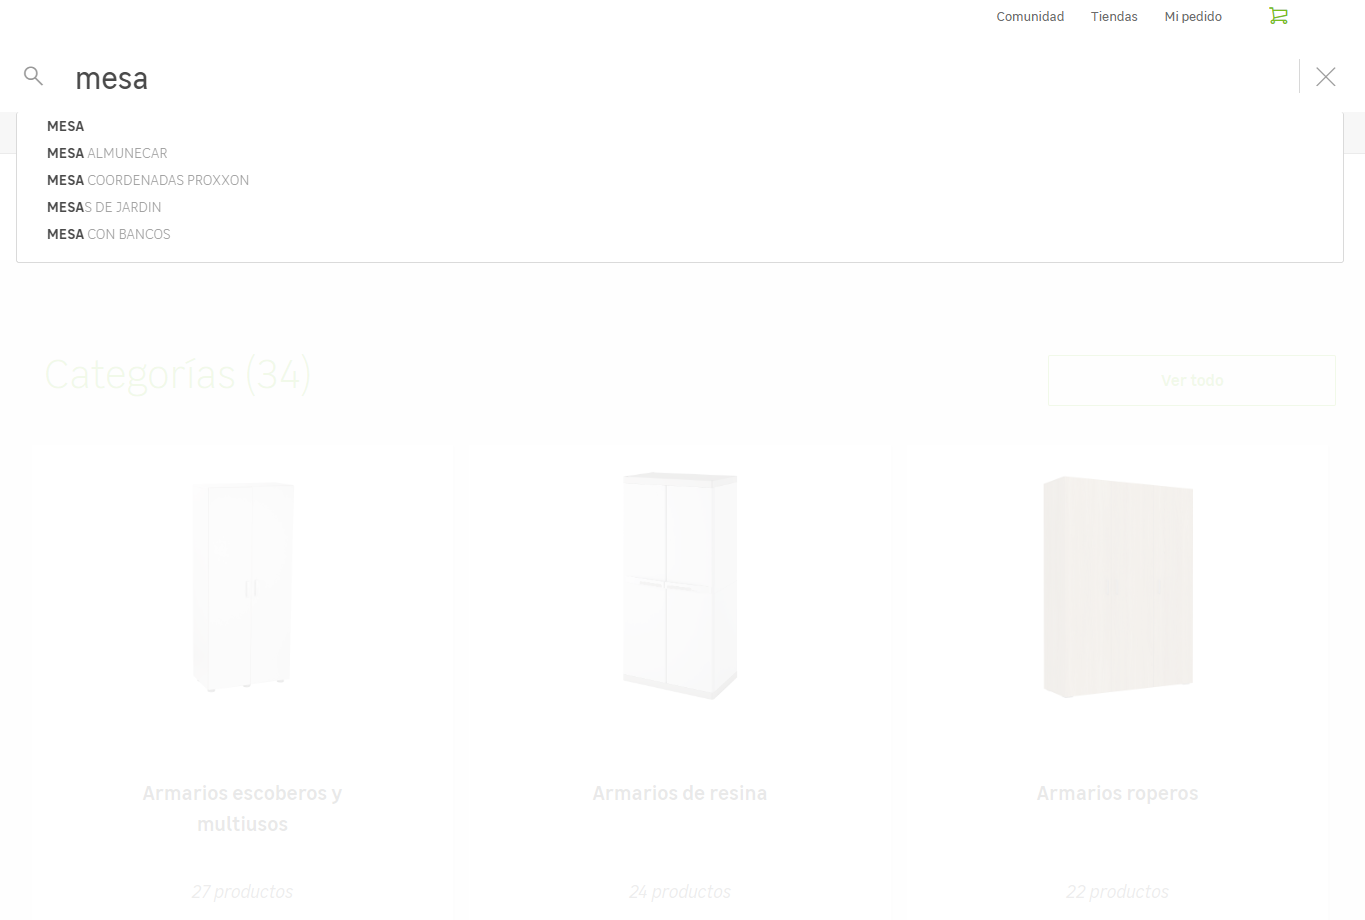 Comunidad Tiendas Mi pedido
mesa
MESA
MESA ALMUNECAR
MESA COORDENADAS PROXXON
MESAS DE JARDIN
MESA CON BANCOS
Categorías (34)
Ver todo
Armarios escoberos y
multiusos
27 productos
Armarios de resina
24 productos
Armarios roperos
22 productos